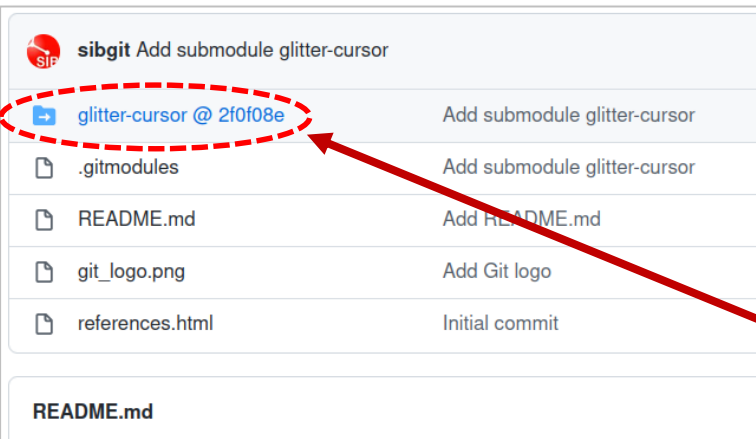 SIB
sibgit Add submodule glitter-cursor
glitter-cursor @ 2f0f08e Add submodule glitter-cursor
.gitmodules Add submodule glitter-cursor
README.md Add README.md
git_logo.png Add Git logo
references.html Initial commit
README.md